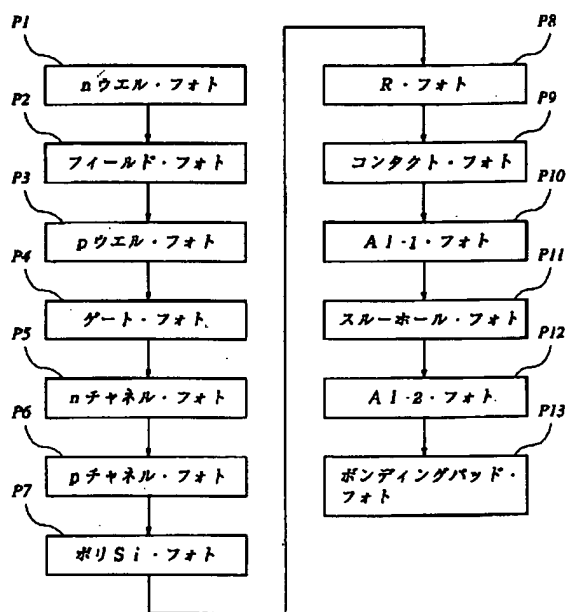 P1
nウエル・フォト
P2
フィールド・フォト
P3
pウエル・フォト
P4
ゲート・フォト
P5
nチャネル・フォト
P6
pチャネル・フォト
P7
ポリSi・フォト
P8
R・フォト
P9
コンタクト・フォト
P10
Al-1・フォト
P11
スルーホール・フォト
P12
Al-2・フォト
P13
ボンディングパッド・
フォト